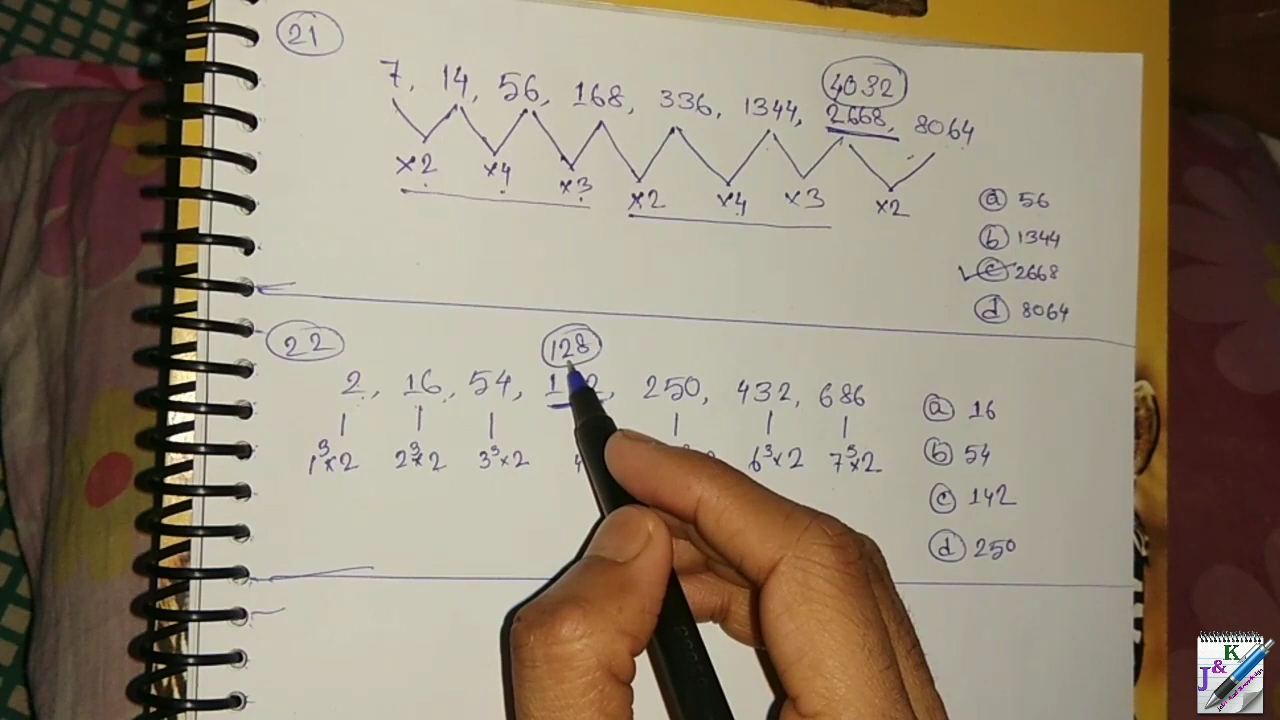 21
4032
7, 14, 56, 168, 336, 1344, 2668, 8064
×2 ×4 ×3 ×2 ×4 ×3 ×2
a 56
b 1344
c 2668
d 8064
22
128
2, 16, 54, 250, 432, 686
1³×2 2³×2 3³×2 6³×2 7³×2
a 16
b 54
c 142
d 250
J&K